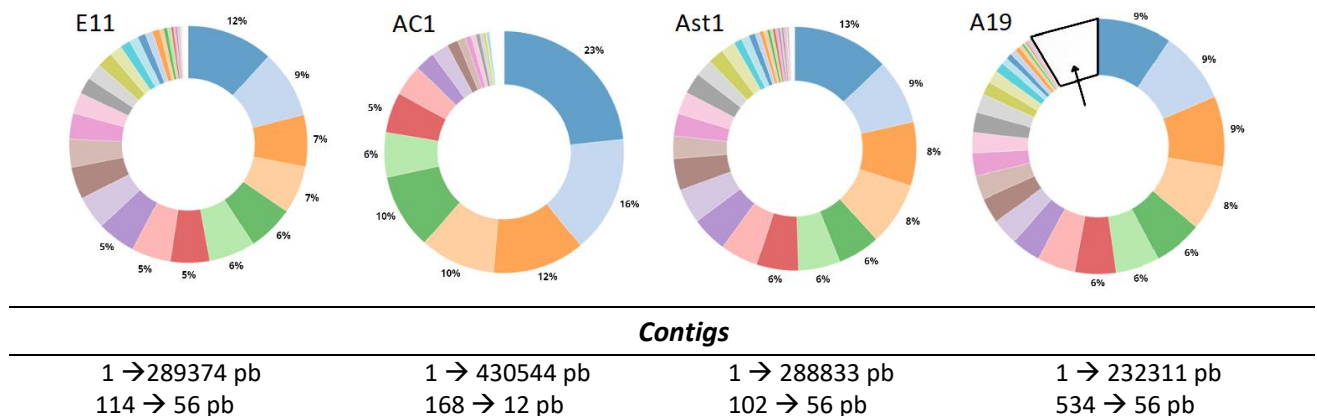 E11 AC1 Ast1 A19
12% 9% 7% 7% 6% 6% 5% 5% 5%
23% 16% 12% 10% 10% 6% 5%
13% 9% 8% 8% 6% 6% 6%
9% 9% 9% 8% 6% 6% 6%
Contigs
1 → 289374 pb 1 → 430544 pb 1 → 288833 pb 1 → 232311 pb
114 → 56 pb 168 → 12 pb 102 → 56 pb 534 → 56 pb